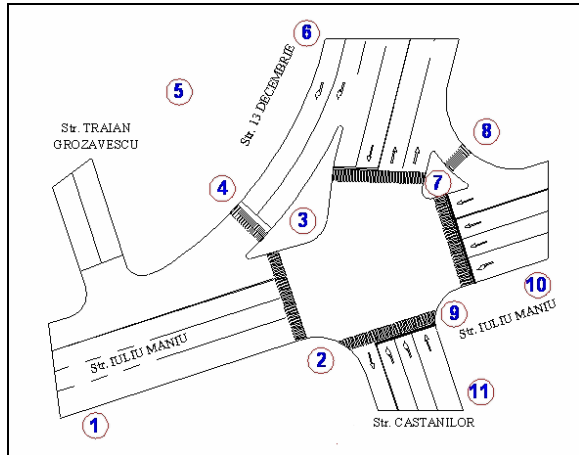 6
5
Str. 13 DECEMBRIE
Str. TRAIAN
GROZAVESCU
8
4
7
3
10
9
Str. IULIU MANIU
Str. IULIU MANIU
2
11
1
Str. CASTANILOR